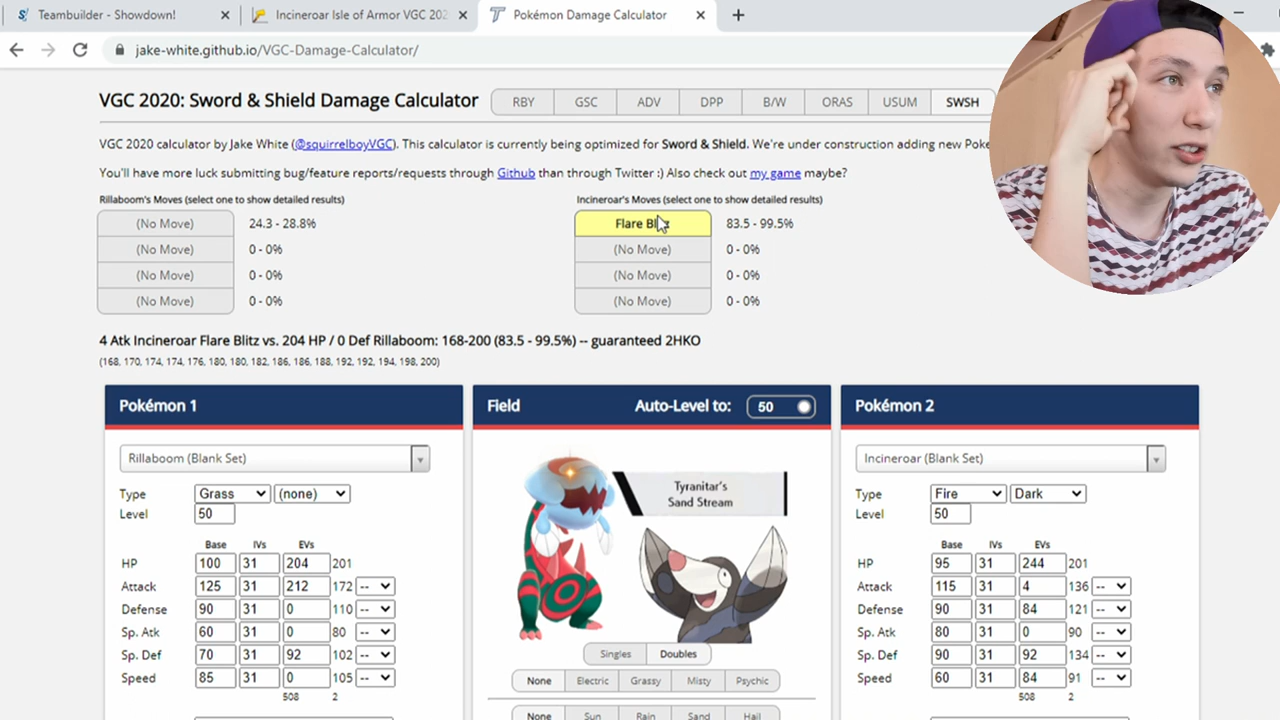 Teambuilder - Showdown!
Incineroar Isle of Armor VGC 202
Pokémon Damage Calculator
jake-white.github.io/VGC-Damage-Calculator/
VGC 2020: Sword & Shield Damage Calculator
RBY GSC ADV DPP B/W ORAS USUM SWSH
VGC 2020 calculator by Jake White (@squirrelboyVGC). This calculator is currently being optimized for Sword & Shield. We're under construction adding new Poke
You'll have more luck submitting bug/feature reports/requests through Github than through Twitter :) Also check out my game maybe?
Rillaboom's Moves (select one to show detailed results)
(No Move) 24.3 - 28.8%
(No Move) 0 - 0%
(No Move) 0 - 0%
(No Move) 0 - 0%
Incineroar's Moves (select one to show detailed results)
Flare Blitz 83.5 - 99.5%
(No Move) 0 - 0%
(No Move) 0 - 0%
(No Move) 0 - 0%
4 Atk Incineroar Flare Blitz vs. 204 HP / 0 Def Rillaboom: 168-200 (83.5 - 99.5%) -- guaranteed 2HKO
(168, 170, 174, 174, 176, 180, 180, 182, 186, 186, 188, 192, 192, 194, 198, 200)
Pokémon 1
Rillaboom (Blank Set)
Type Grass (none)
Level 50
Base IVs EVs
HP 100 31 204 201
Attack 125 31 212 172 --
Defense 90 31 0 110 --
Sp. Atk 60 31 0 80 --
Sp. Def 70 31 92 102 --
Speed 85 31 0 105 --
508 2
Field Auto-Level to: 50
Tyranitar's
Sand Stream
Singles Doubles
None Electric Grassy Misty Psychic
None Sun Rain Sand Hail
Pokémon 2
Incineroar (Blank Set)
Type Fire Dark
Level 50
Base IVs EVs
HP 95 31 244 201
Attack 115 31 4 136 --
Defense 90 31 84 121 --
Sp. Atk 80 31 0 90 --
Sp. Def 90 31 92 134 --
Speed 60 31 84 91 --
508 2